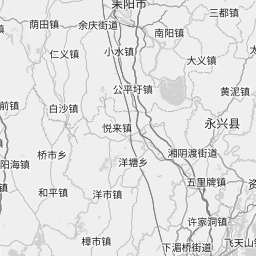 耒阳市
三都镇
荫田镇
余庆街道
南阳镇
仁义镇
小水镇
大义镇
公平圩镇
黄泥镇
前镇
白沙镇
悦来镇
永兴县
桥市乡
洋塘乡
湘阴渡街道
阳海镇
和平镇
洋市镇
五里牌镇
许家洞镇
樟市镇
下湄桥街道
飞天山镇